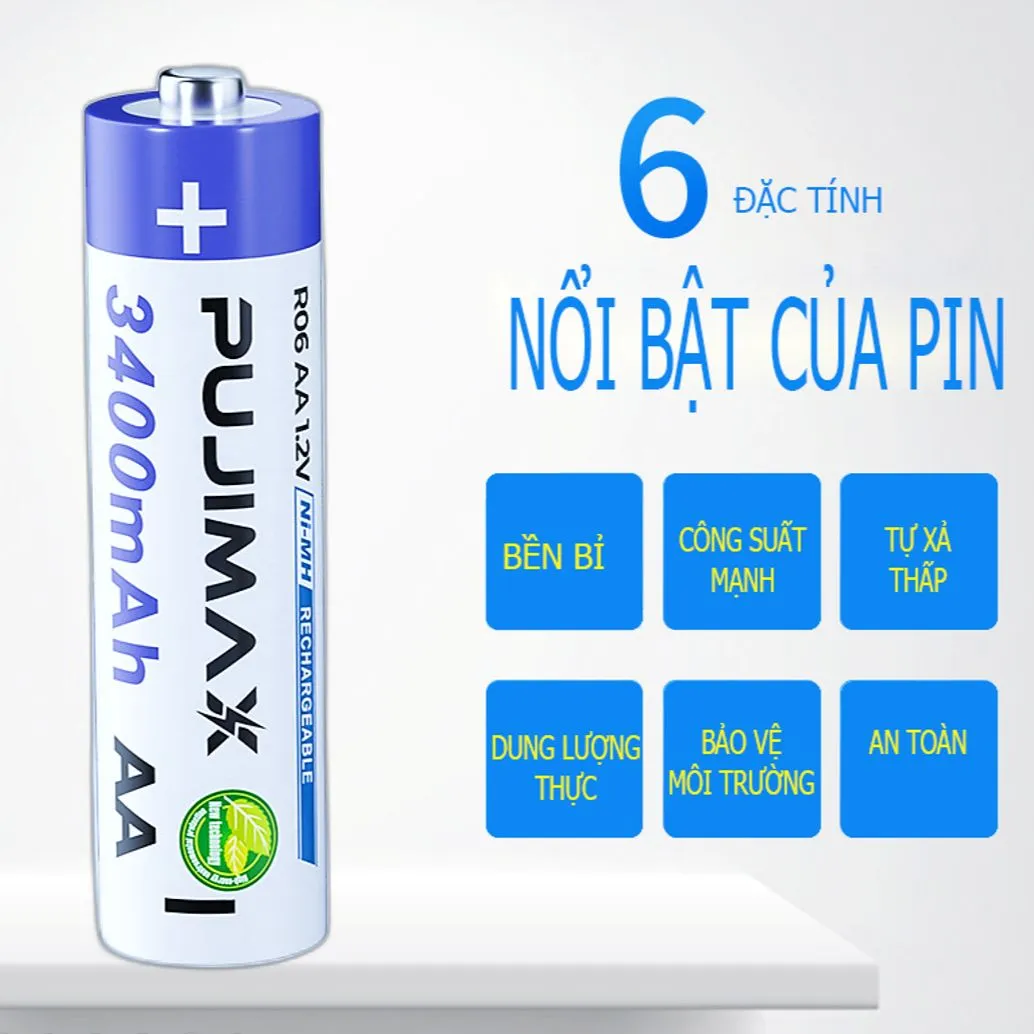 6 ĐẶC TÍNH
NỔI BẬT CỦA PIN
BỀN BỈ
CÔNG SUẤT
MẠNH
TỰ XẢ
THẤP
DUNG LƯỢNG
THỰC
BẢO VỆ
MÔI TRƯỜNG
AN TOÀN
+
R06 AA 1.2V Ni-MH RECHARGEABLE
PUJIMAX
3400mAh AA
New technology